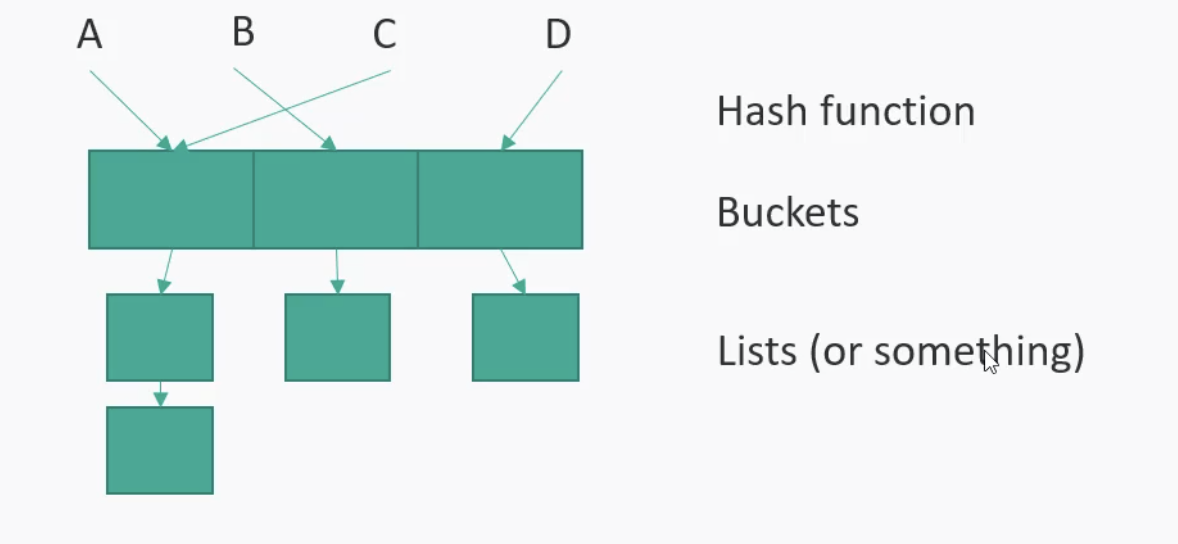 A B C D
Hash function
Buckets
Lists (or something)